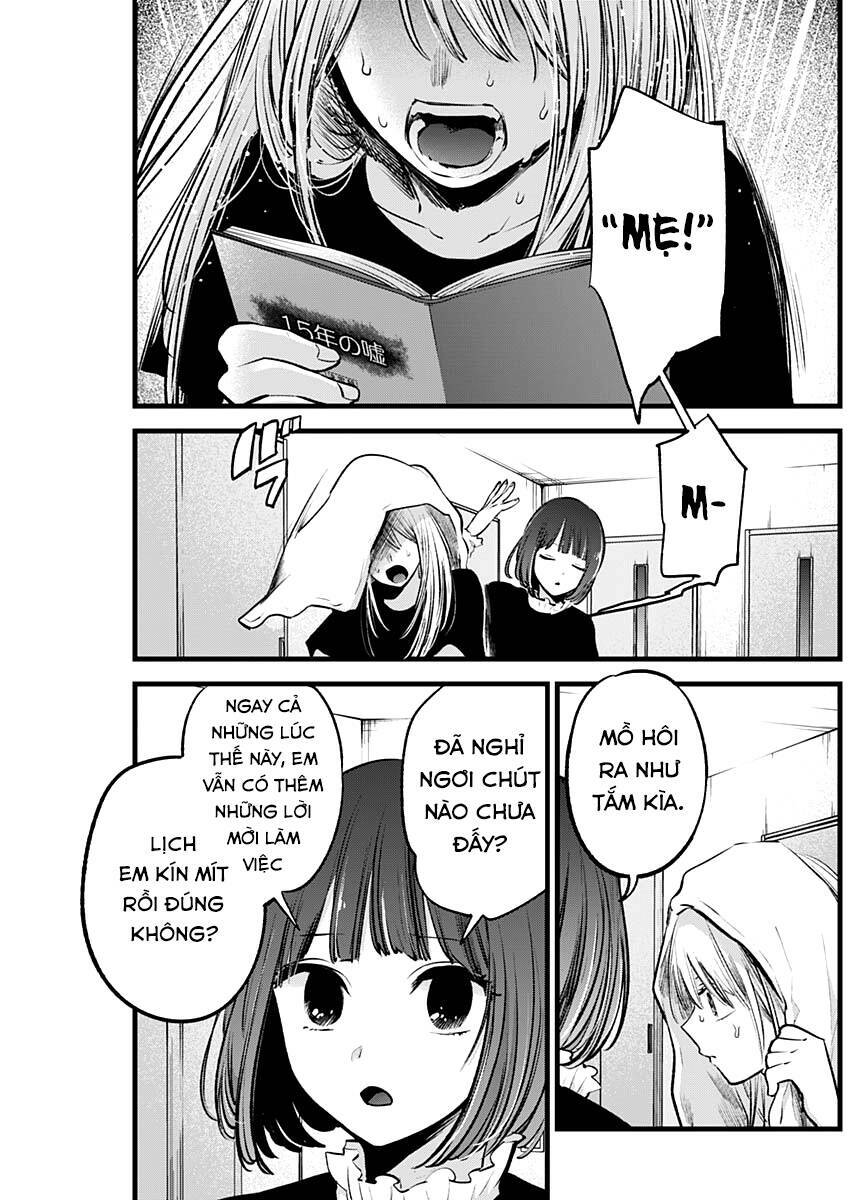 “MẸ!”
15年の嘘
M-
MỒ HÔI
RA NHƯ
TẮM KÌA.
ĐÃ NGHỈ
NGƠI CHÚT
NÀO CHƯA
ĐẤY?
NGAY CẢ
NHỮNG LÚC
THẾ NÀY, EM
VẪN CÓ THÊM
NHỮNG LỜI
MỜI LÀM
VIỆC
LỊCH
EM KÍN MÍT
RỒI ĐÚNG
KHÔNG?